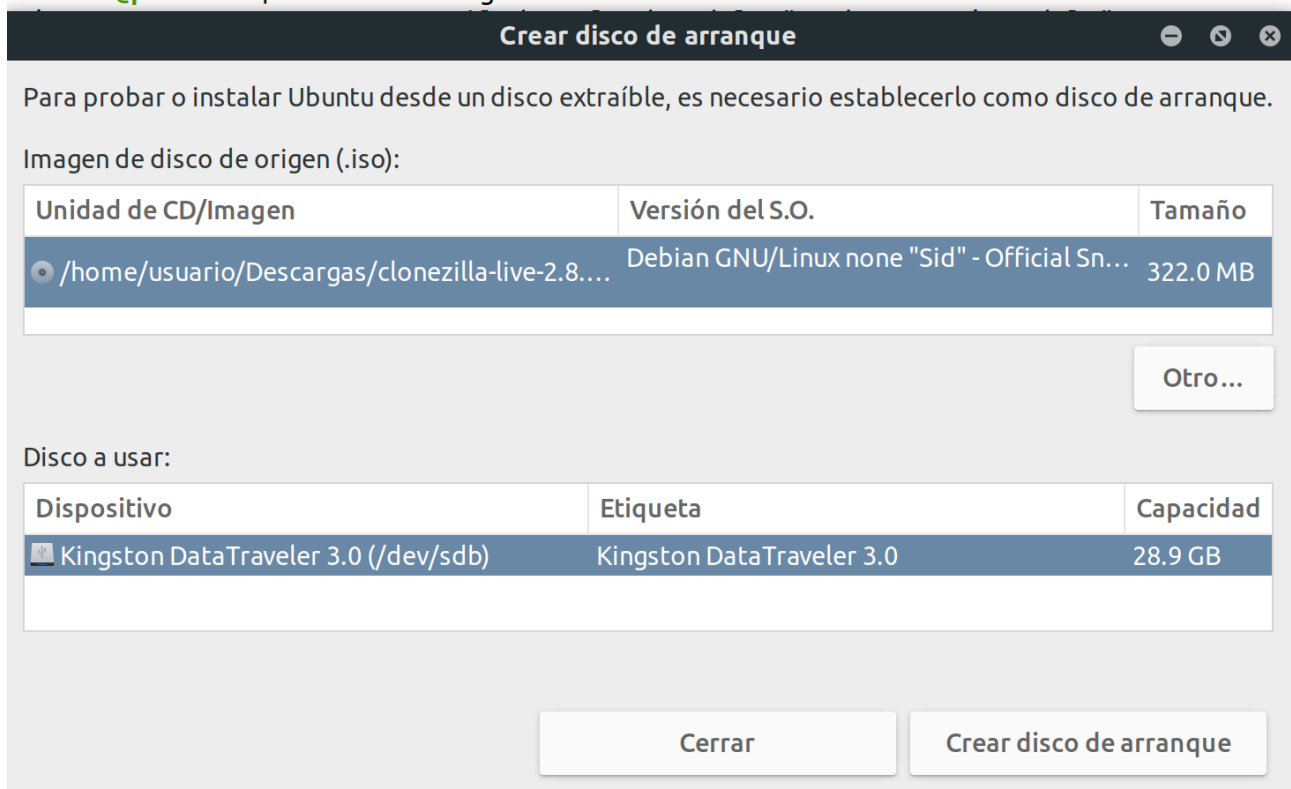 Crear disco de arranque
Para probar o instalar Ubuntu desde un disco extraíble, es necesario establecerlo como disco de arranque.
Imagen de disco de origen (.iso):
Unidad de CD/Imagen Versión del S.O. Tamaño
/home/usuario/Descargas/clonezilla-live-2.8.... Debian GNU/Linux none "Sid" - Official Sn... 322.0 MB
Otro...
Disco a usar:
Dispositivo Etiqueta Capacidad
Kingston DataTraveler 3.0 (/dev/sdb) Kingston DataTraveler 3.0 28.9 GB
Cerrar Crear disco de arranque